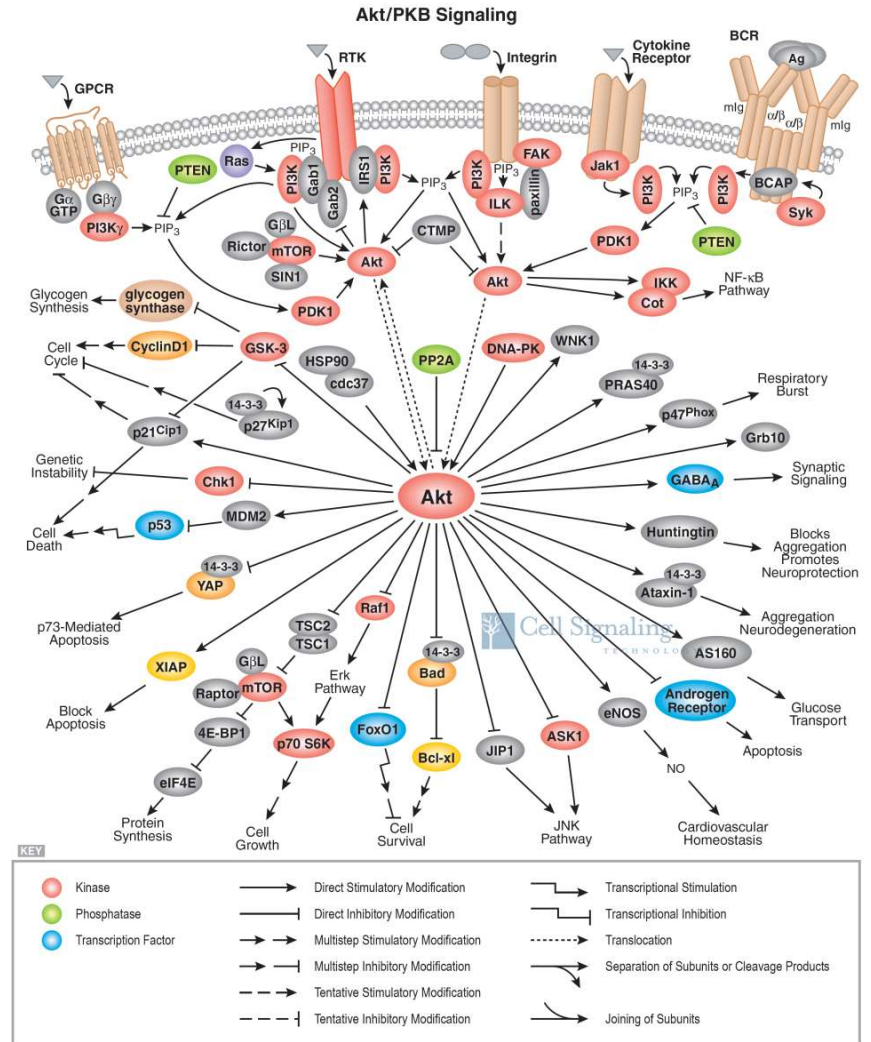 Akt/PKB Signaling
GPCR
RTK
Integrin
Cytokine
Receptor
BCR
Ag
mIg
α/β
α/β
mIg
PTEN
Ras
PIP3
PI3K
Gab1
Gab2
IRS1
PI3K
PIP3
PI3K
PIP3
FAK
ILK
paxillin
Jak1
PI3K
PIP3
PI3K
BCAP
Syk
Gα
GTP
Gβγ
PI3Kγ
PIP3
GβL
Rictor
mTOR
SIN1
Akt
CTMP
Akt
PDK1
PTEN
IKK
Cot
NF-κB
Pathway
PDK1
Glycogen
Synthesis
glycogen
synthase
Cell
Cycle
CyclinD1
GSK-3
HSP90
cdc37
PP2A
DNA-PK
WNK1
14-3-3
PRAS40
Respiratory
Burst
p47Phox
14-3-3
p27Kip1
p21Cip1
Grb10
Genetic
Instability
Chk1
Akt
GABAA
Synaptic
Signaling
Cell
Death
p53
MDM2
Huntingtin
Blocks
Aggregation
Promotes
Neuroprotection
14-3-3
YAP
14-3-3
Ataxin-1
p73-Mediated
Apoptosis
Raf1
TSC2
TSC1
Cell Signaling
TECHNOLOGY
Aggregation
Neurodegeneration
AS160
XIAP
GβL
Raptor
mTOR
Erk
Pathway
14-3-3
Bad
Androgen
Receptor
Glucose
Transport
Block
Apoptosis
4E-BP1
p70 S6K
FoxO1
Bcl-xl
JIP1
ASK1
eNOS
Apoptosis
eIF4E
NO
Protein
Synthesis
Cell
Growth
Cell
Survival
JNK
Pathway
Cardiovascular
Homeostasis
KEY
Kinase
Phosphatase
Transcription Factor
Direct Stimulatory Modification
Direct Inhibitory Modification
Multistep Stimulatory Modification
Multistep Inhibitory Modification
Tentative Stimulatory Modification
Tentative Inhibitory Modification
Transcriptional Stimulation
Transcriptional Inhibition
Translocation
Separation of Subunits or Cleavage Products
Joining of Subunits